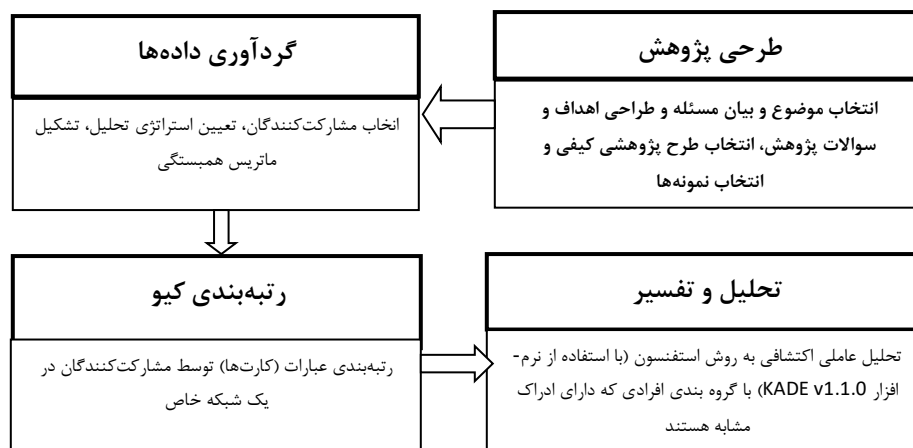 طرحی پژوهش
انتخاب موضوع و بیان مسئله و طراحی اهداف و
سوالات پژوهش، انتخاب طرح پژوهشی کیفی و
انتخاب نمونه‌ها
گردآوری داده‌ها
انخاب مشارکت‌کنندگان، تعیین استراتژی تحلیل، تشکیل
ماتریس همبستگی
رتبه‌بندی کیو
رتبه‌بندی عبارات (کارت‌ها) توسط مشارکت‌کنندگان در
یک شبکه خاص
تحلیل و تفسیر
تحلیل عاملی اکتشافی به روش استفنسون (با استفاده از نرم-
افزار KADE v1.1.0) با گروه بندی افرادی که دارای ادراک
مشابه هستند